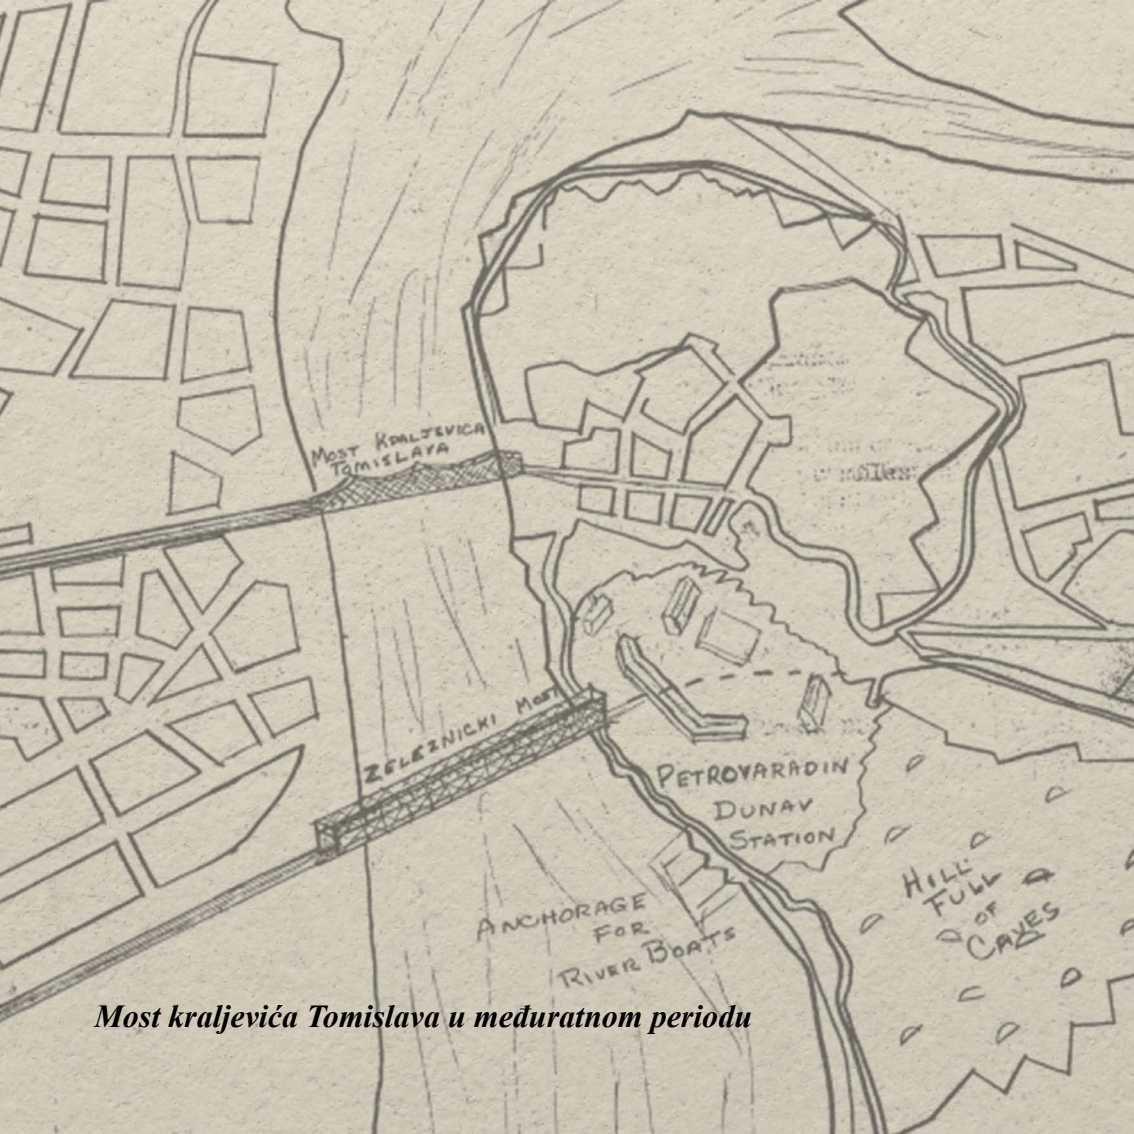 MOST KRALJEVICA
TOMISLAVA
ZELEZNICKI MOST
PETROVARADIN
DUNAV
STATION
HILL
FULL
OF
CAVES
ANCHORAGE
FOR
RIVER BOATS
Most kraljevića Tomislava u međuratnom periodu